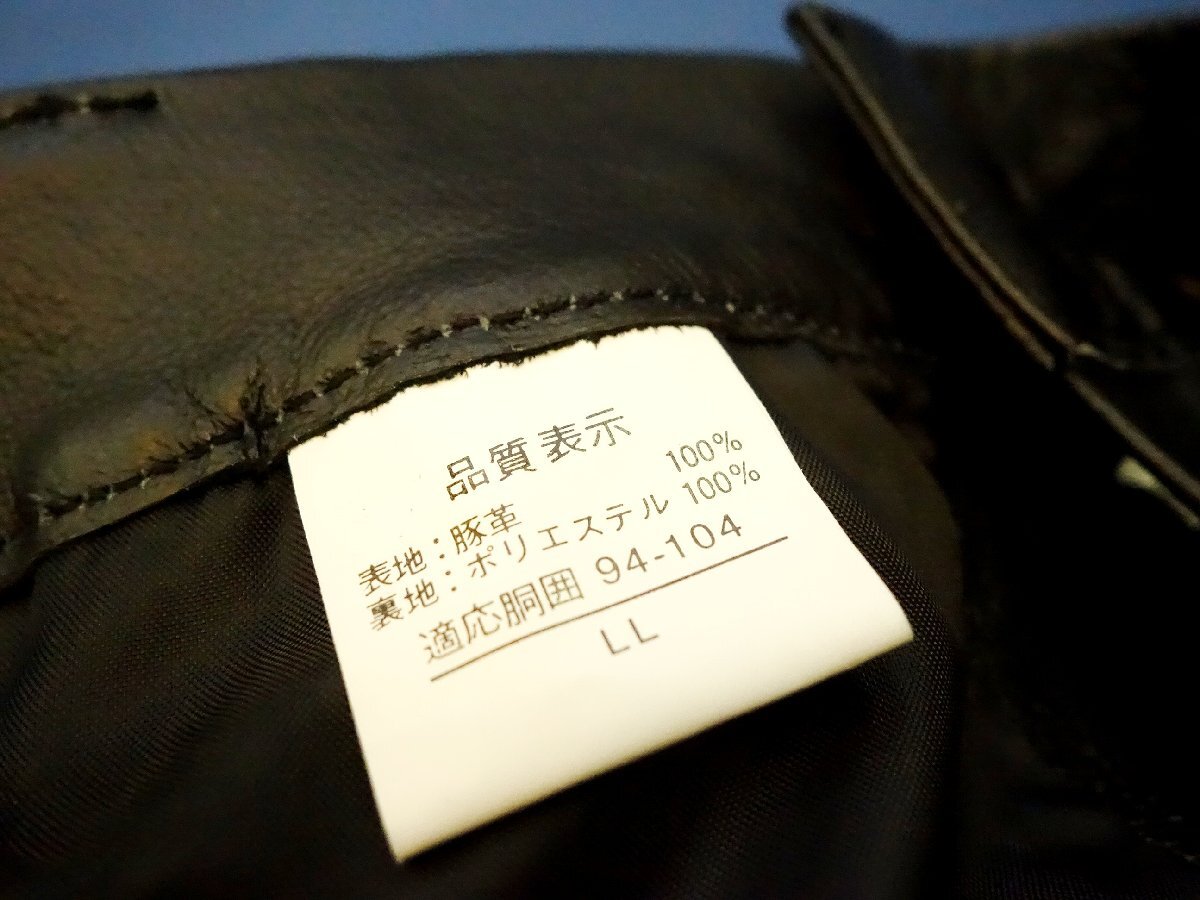 品質表示
表地：豚革 100%
裏地：ポリエステル 100%
適応胴囲 94-104
LL